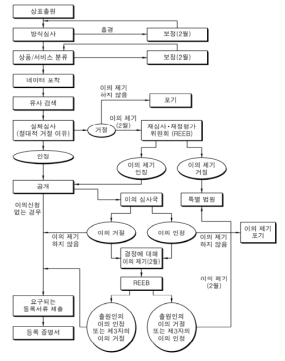 상표출원
방식심사
흠결
보정(2월)
상품/서비스 분류
보정(2월)
데이터 포착
유사 검색
이의 제기
하지 않음
포기
실체심사
(절대적 거절 이유)
거절
이의 제기
(2월)
재심사·재정평가
위원회 (REEB)
인정
이의 제기
인정
이의 제기
거절
공개
이의 심사국
특별 법원
이의신청
없는 경우
이의 제기
하지 않음
이의 거절
이의 인정
이의 제기
하지 않음
이의 제기
포기
결정에 대해
이의 제기(2월)
이의 제기
(2월)
REEB
요구되는
등록서류 제출
출원인의
이의 인정
또는 제3자의
이의 거절
출원인의
이의 거절
또는 제3자의
이의 인정
등록 증명서